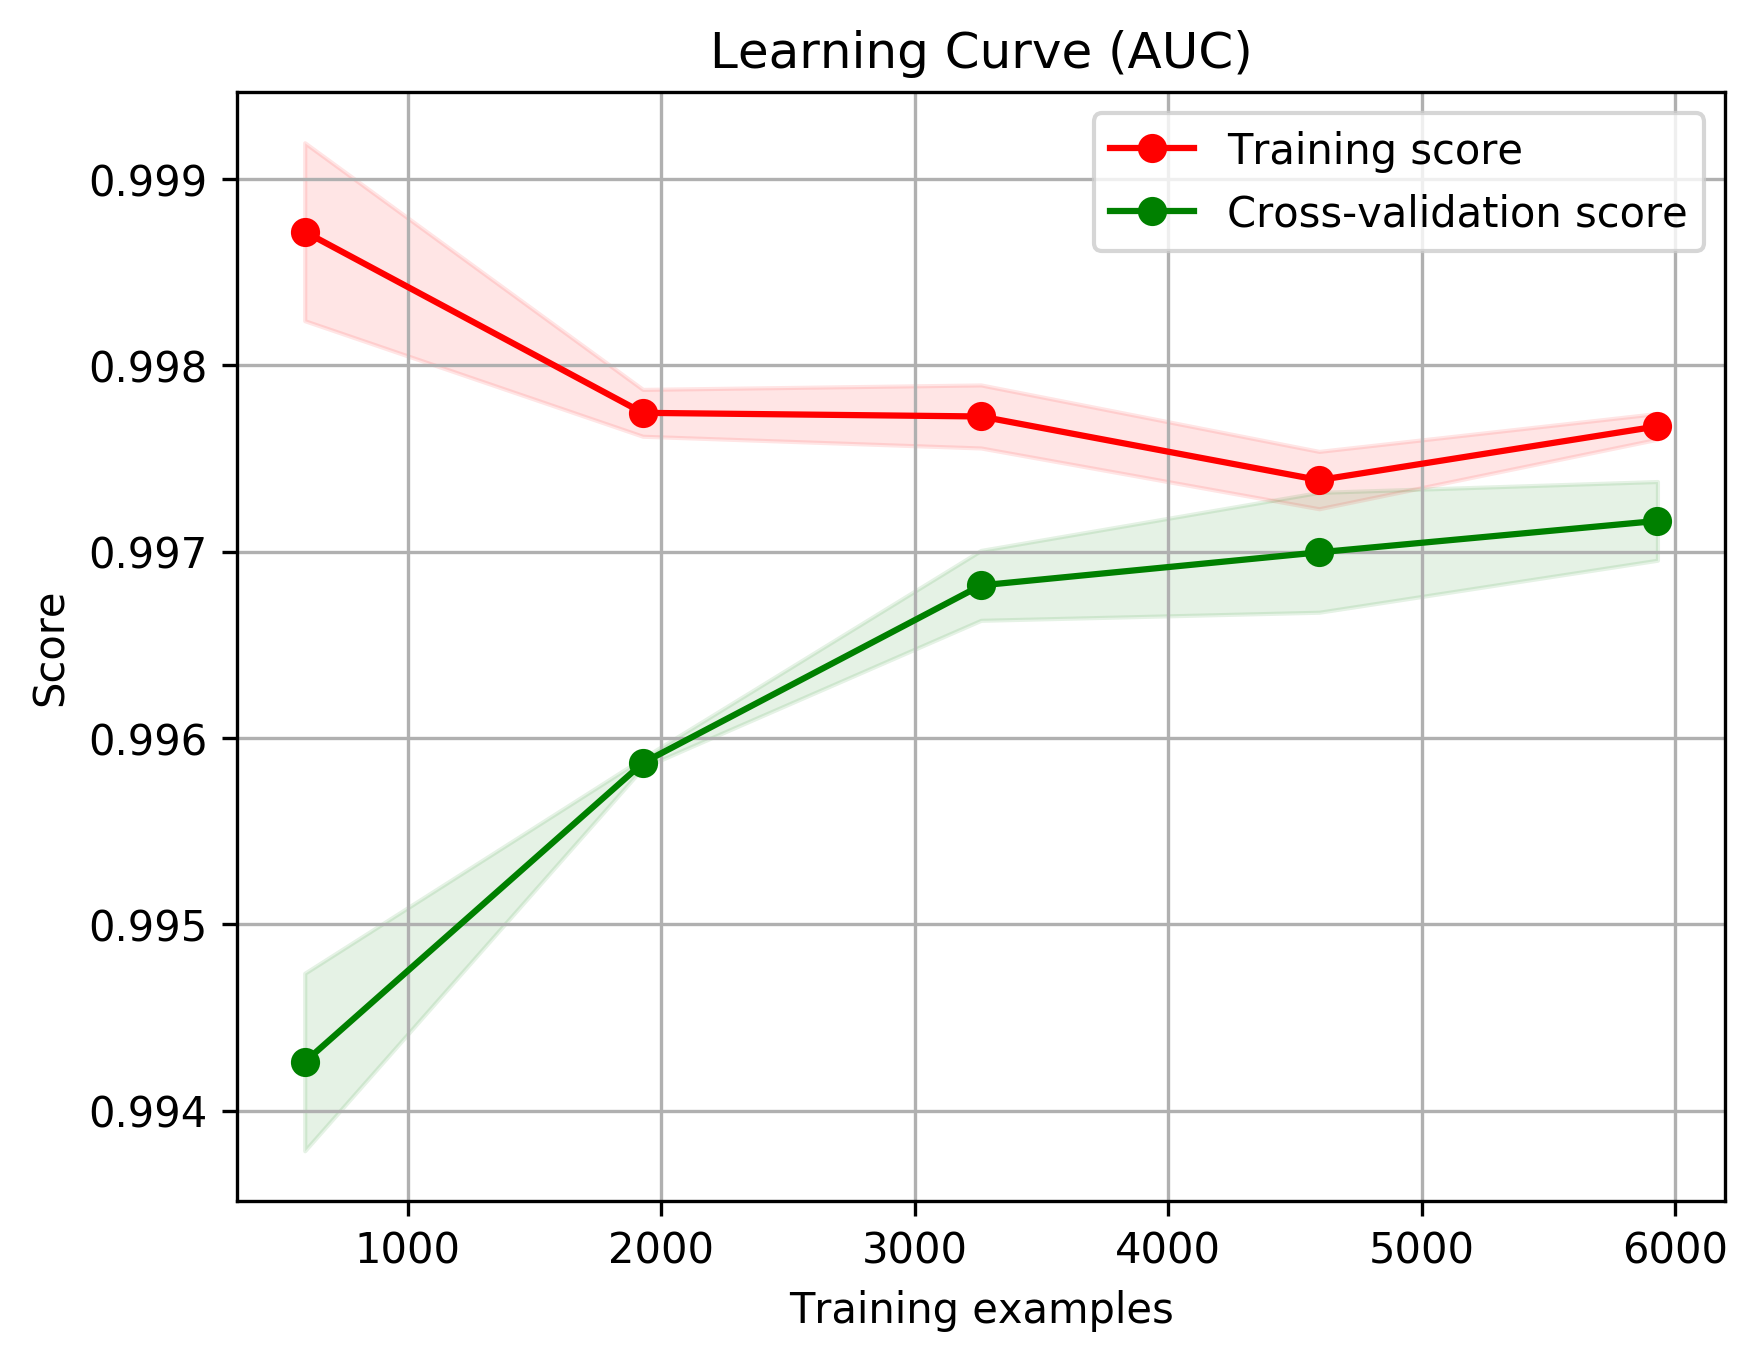 Learning Curve (AUC)
Training score
Cross-validation score
0.999
0.998
0.997
0.996
0.995
0.994
Score
1000 2000 3000 4000 5000 6000
Training examples